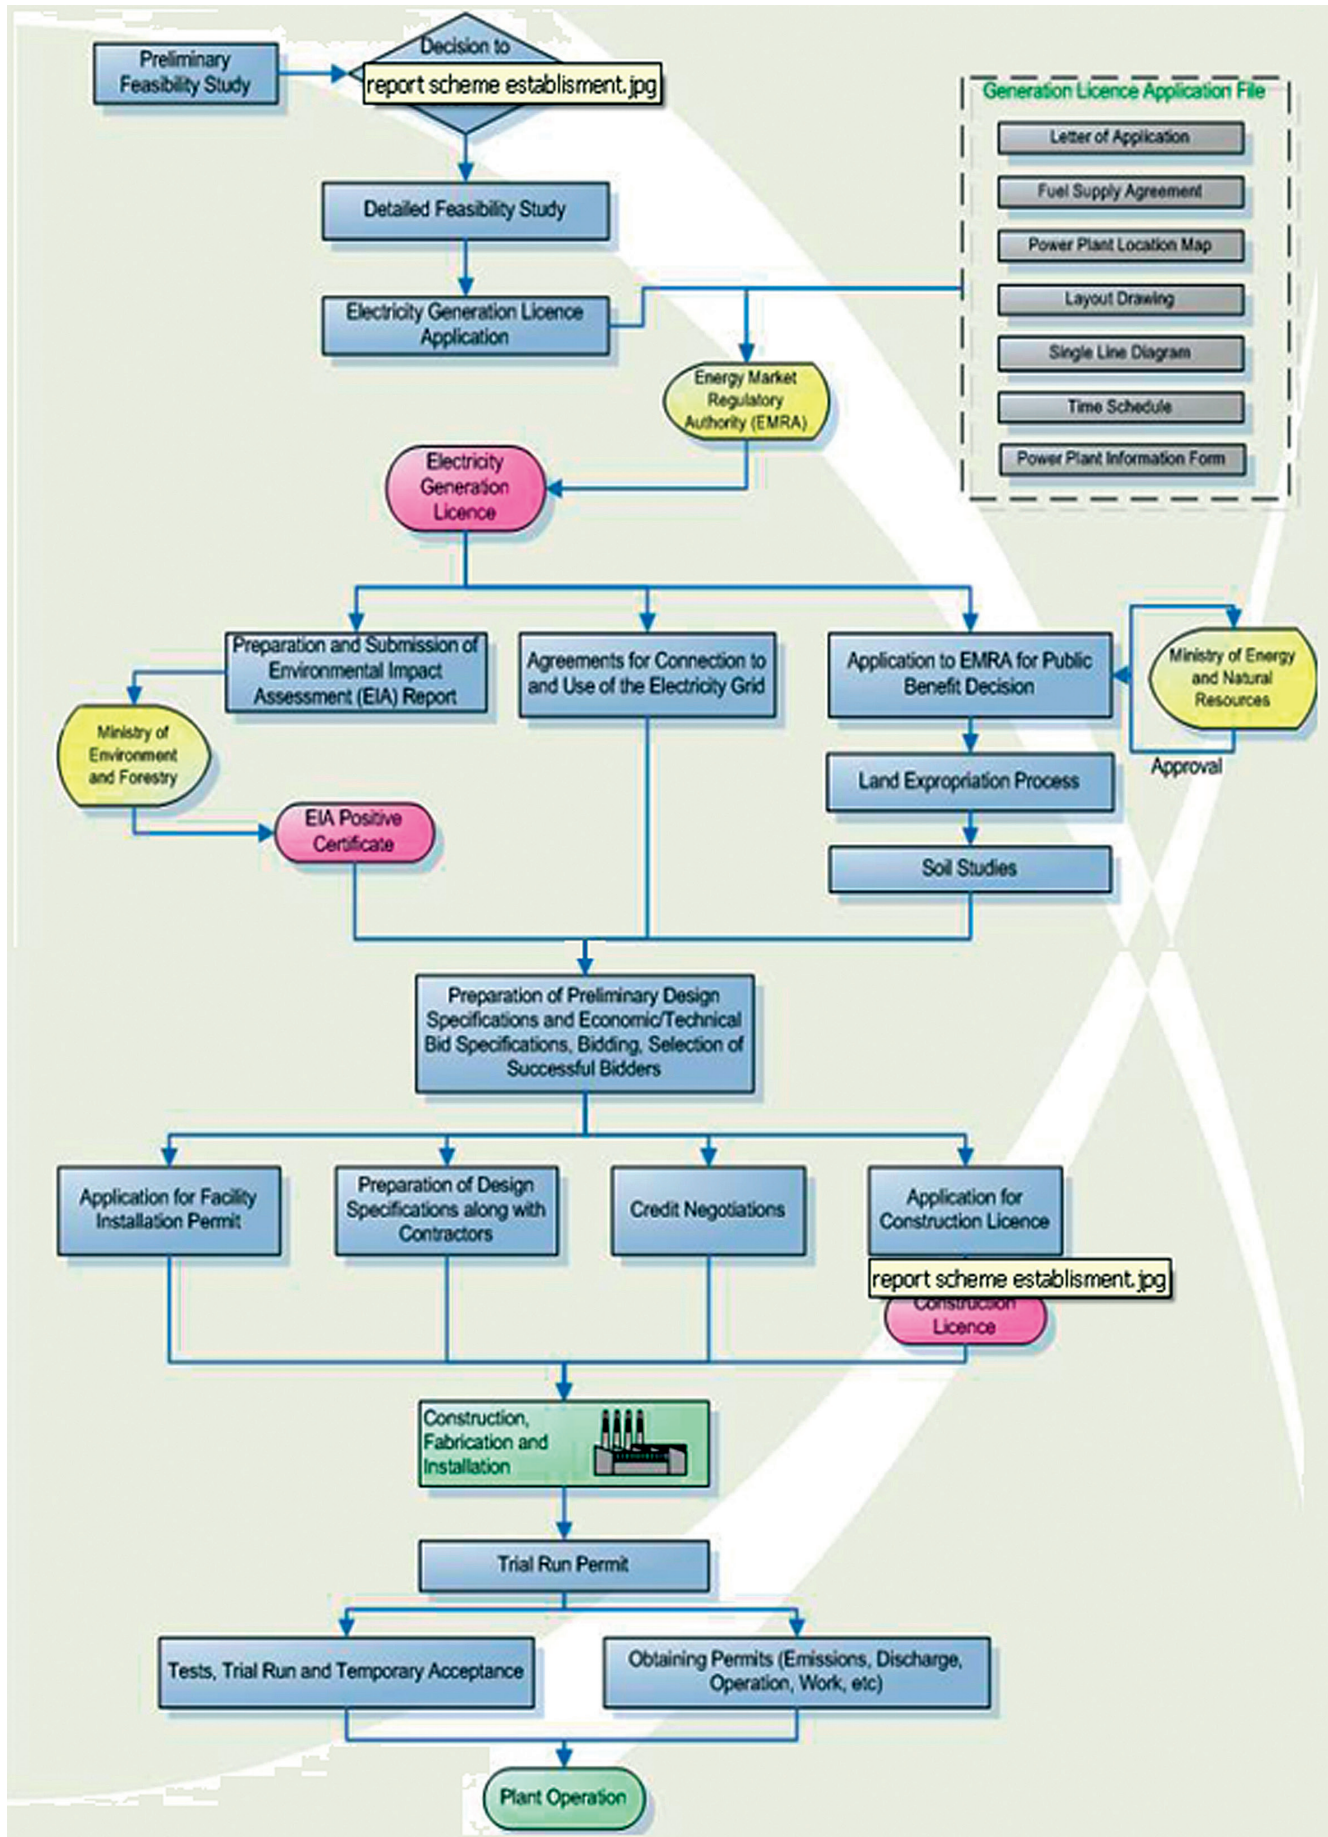 Preliminary
Feasibility Study
Decision to
report scheme establisment.jpg
Generation Licence Application File
Letter of Application
Fuel Supply Agreement
Power Plant Location Map
Layout Drawing
Single Line Diagram
Time Schedule
Power Plant Information Form
Detailed Feasibility Study
Electricity Generation Licence
Application
Energy Market
Regulatory
Authority (EMRA)
Electricity
Generation
Licence
Preparation and Submission of
Environmental Impact
Assessment (EIA) Report
Agreements for Connection to
and Use of the Electricity Grid
Application to EMRA for Public
Benefit Decision
Ministry of Energy
and Natural
Resources
Approval
Ministry of
Environment
and Forestry
Land Expropriation Process
EIA Positive
Certificate
Soil Studies
Preparation of Preliminary Design
Specifications and Economic/Technical
Bid Specifications, Bidding, Selection of
Successful Bidders
Application for Facility
Installation Permit
Preparation of Design
Specifications along with
Contractors
Credit Negotiations
Application for
Construction Licence
report scheme establisment.jpg
Construction
Licence
Construction,
Fabrication and
Installation
Trial Run Permit
Tests, Trial Run and Temporary Acceptance
Obtaining Permits (Emissions, Discharge,
Operation, Work, etc)
Plant Operation